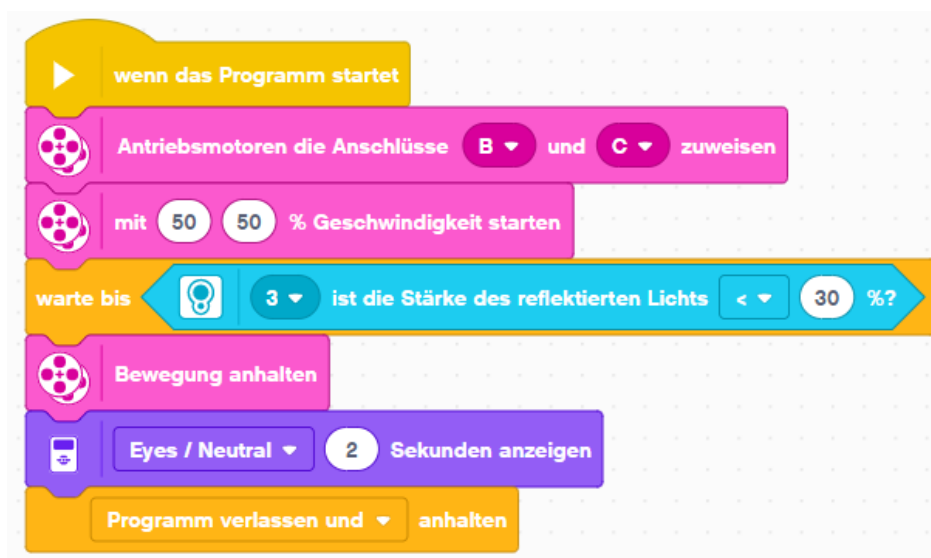 wenn das Programm startet
Antriebsmotoren die Anschlüsse B und C zuweisen
mit 50 50 % Geschwindigkeit starten
warte bis 3 ist die Stärke des reflektierten Lichts < 30 %?
Bewegung anhalten
Eyes / Neutral 2 Sekunden anzeigen
Programm verlassen und anhalten